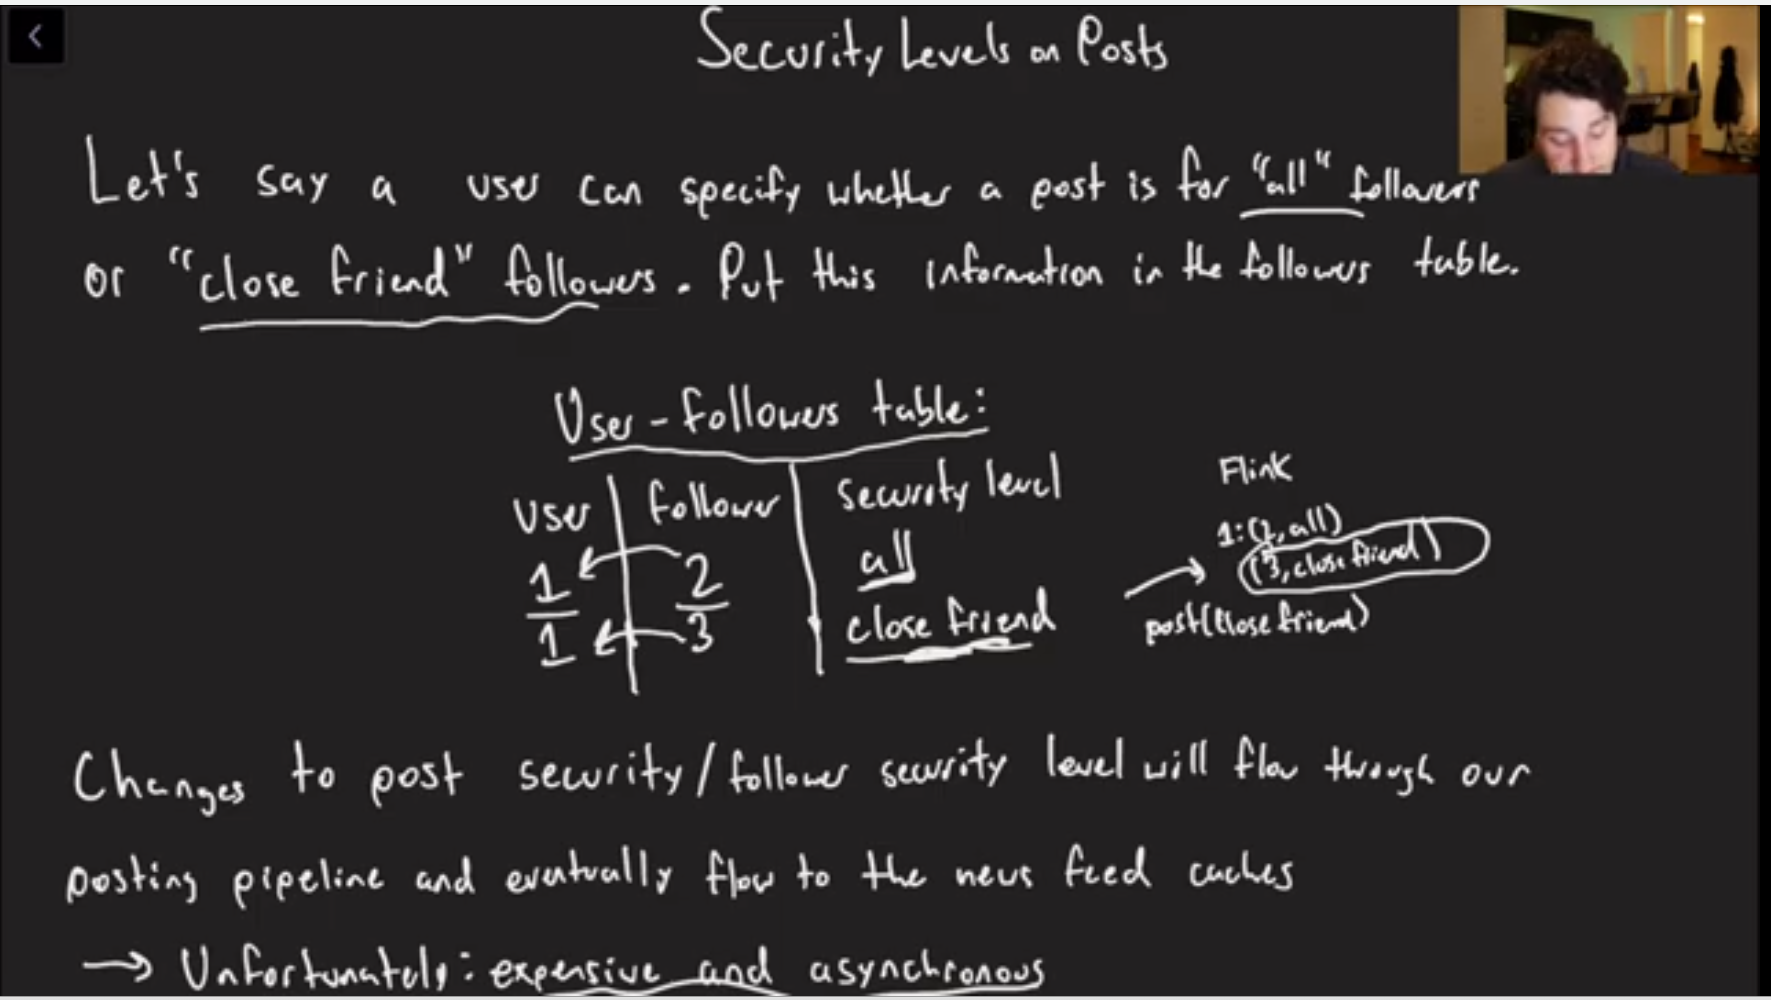 Security Levels on Posts
Let's say a user can specify whether a post is for "all" followers
or "close friend" followers. Put this information in the followers table.
User-Followers table:
User follower security level
1 2 all
1 3 close friend
Flink
1:(2, all)
(3, close friend)
post(close friend)
Changes to post security/follower security level will flow through our
posting pipeline and eventually flow to the news feed caches
→ Unfortunately: expensive and asynchronous